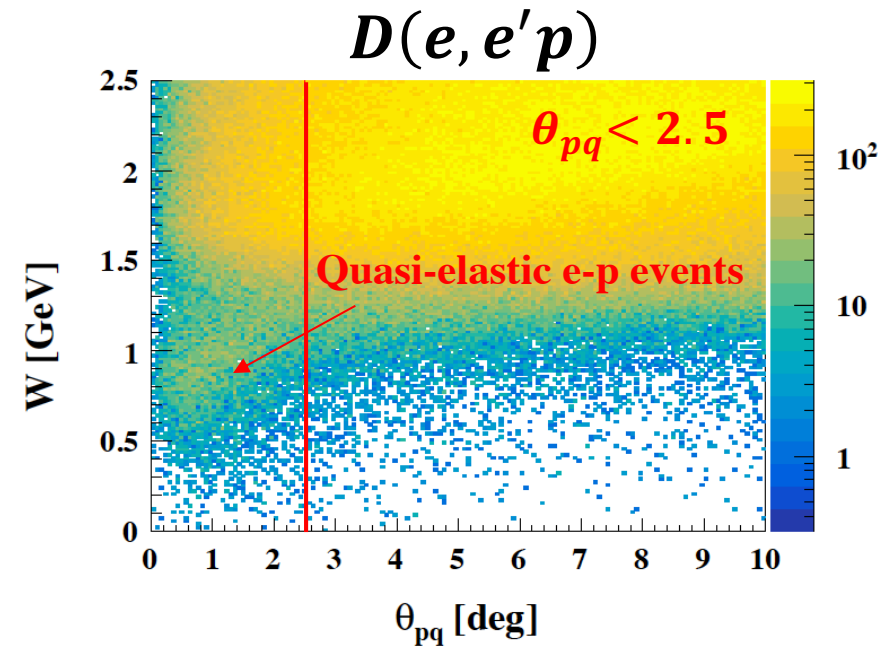 D(e, e′p)
2.5
2
1.5
1
0.5
0
W [GeV]
θpq < 2.5
Quasi-elastic e-p events
10²
10
1
0 1 2 3 4 5 6 7 8 9 10
θpq [deg]